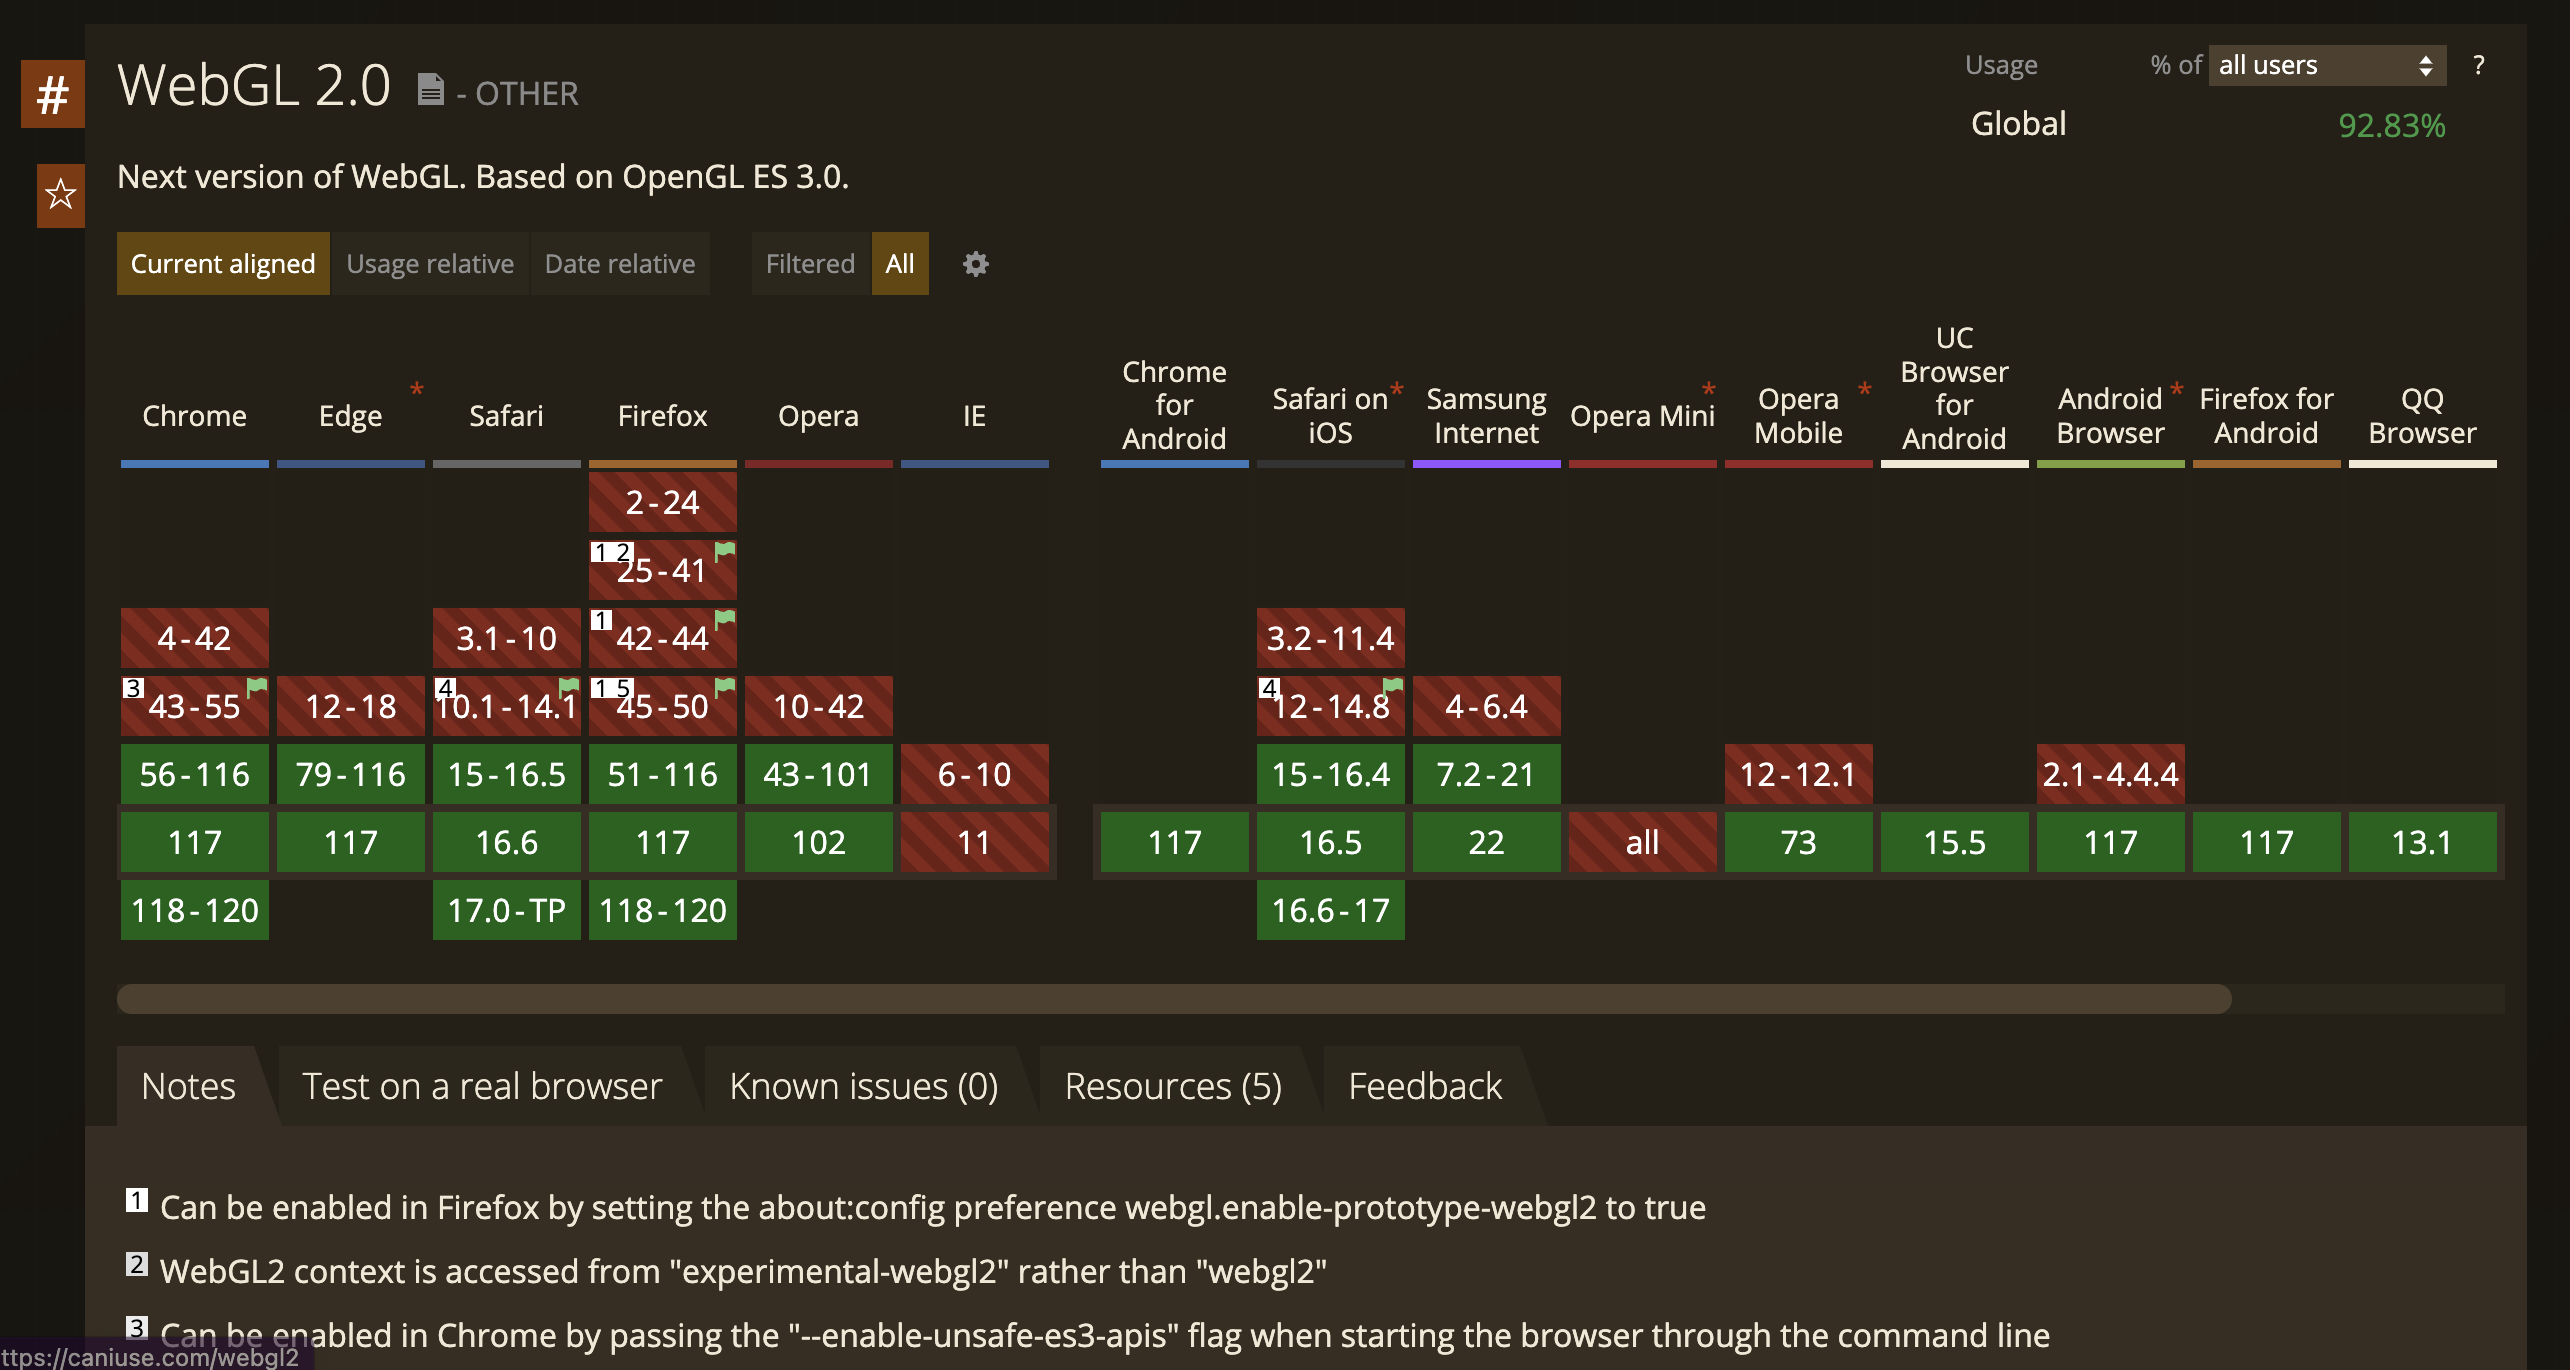 #
WebGL 2.0 - OTHER
Usage % of all users ?
Global 92.83%
Next version of WebGL. Based on OpenGL ES 3.0.
Current aligned Usage relative Date relative Filtered All
Chrome
Edge *
Safari
Firefox
Opera
IE
Chrome
for
Android
Safari on *
iOS
Samsung
Internet
Opera Mini *
Opera *
Mobile
UC
Browser
for
Android
Android *
Browser
Firefox for
Android
QQ
Browser
2-24
1 2 25-41
4-42 3.1-10 1 42-44 3.2-11.4
3 43-55 12-18 4 10.1-14.1 1 5 45-50 10-42 4 12-14.8 4-6.4
56-116 79-116 15-16.5 51-116 43-101 6-10 15-16.4 7.2-21 12-12.1 2.1-4.4.4
117 117 16.6 117 102 11 117 16.5 22 all 73 15.5 117 117 13.1
118-120 17.0-TP 118-120 16.6-17
Notes Test on a real browser Known issues (0) Resources (5) Feedback
1 Can be enabled in Firefox by setting the about:config preference webgl.enable-prototype-webgl2 to true
2 WebGL2 context is accessed from "experimental-webgl2" rather than "webgl2"
3 Can be enabled in Chrome by passing the "--enable-unsafe-es3-apis" flag when starting the browser through the command line
ttps://caniuse.com/webgl2